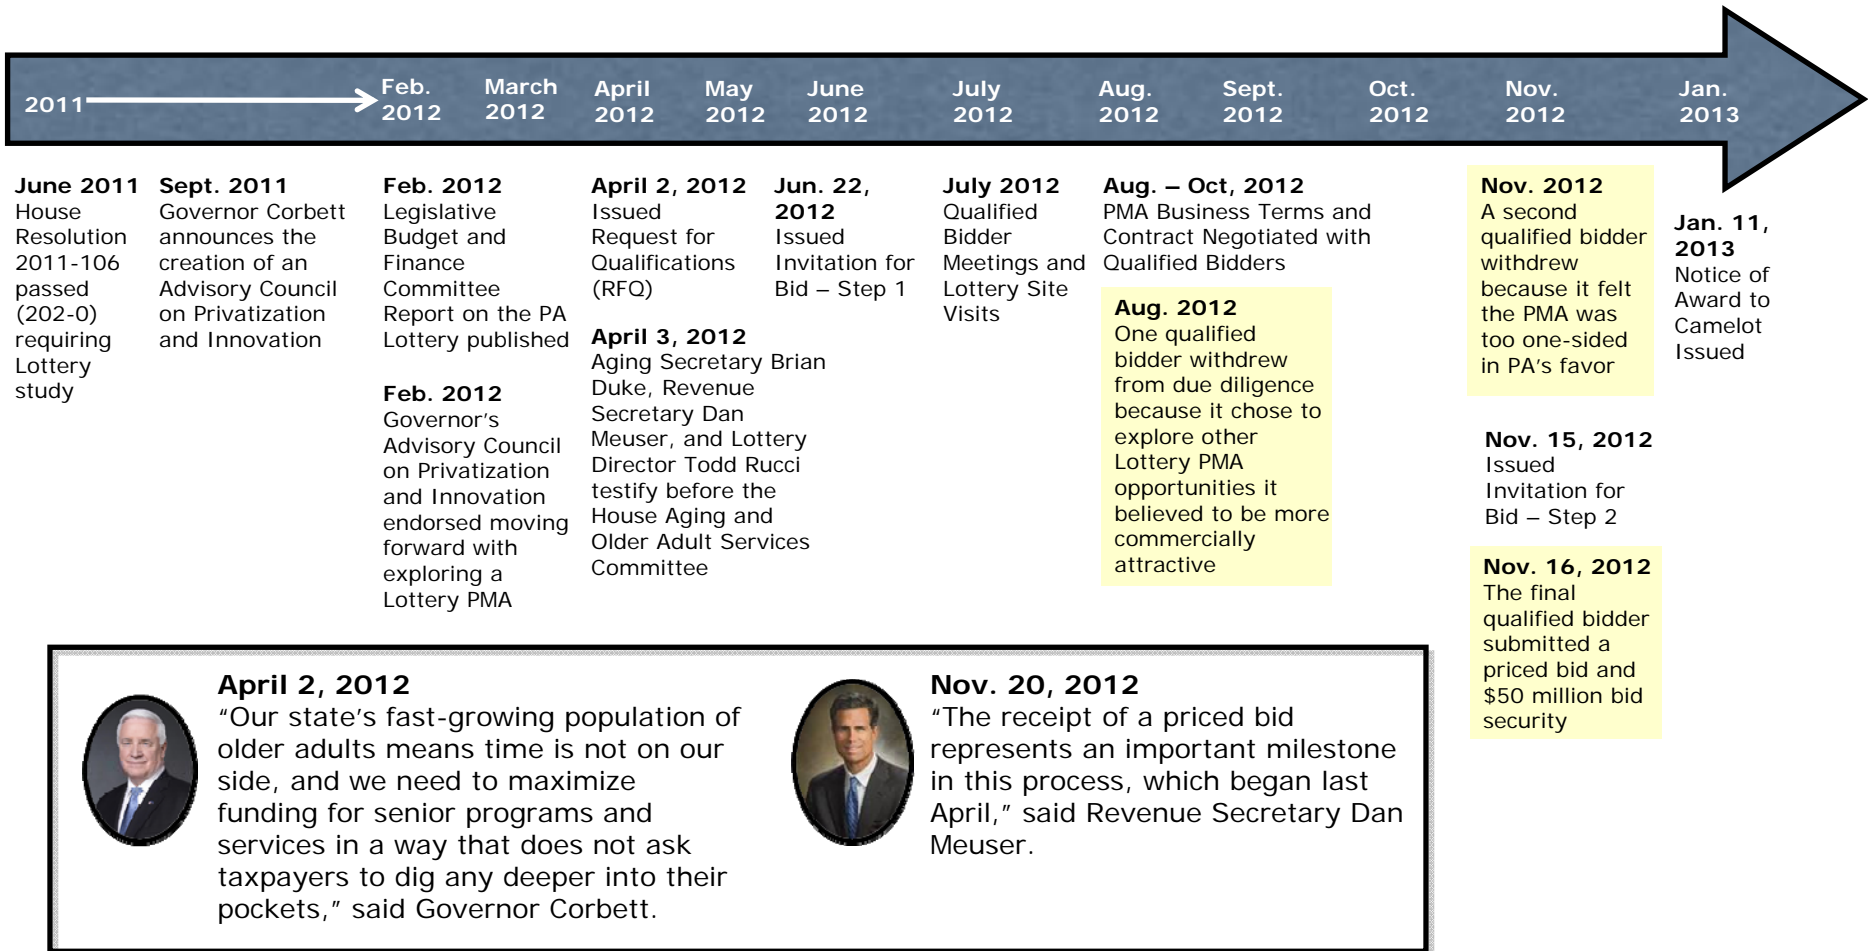 2011
Feb.
2012
March
2012
April
2012
May
2012
June
2012
July
2012
Aug.
2012
Sept.
2012
Oct.
2012
Nov.
2012
Jan.
2013
June 2011
House
Resolution
2011-106
passed
(202-0)
requiring
Lottery
study
Sept. 2011
Governor Corbett
announces the
creation of an
Advisory Council
on Privatization
and Innovation
Feb. 2012
Legislative
Budget and
Finance
Committee
Report on the PA
Lottery published
Feb. 2012
Governor's
Advisory Council
on Privatization
and Innovation
endorsed moving
forward with
exploring a
Lottery PMA
April 2, 2012
Issued
Request for
Qualifications
(RFQ)
April 3, 2012
Aging Secretary Brian
Duke, Revenue
Secretary Dan
Meuser, and Lottery
Director Todd Rucci
testify before the
House Aging and
Older Adult Services
Committee
Jun. 22,
2012
Issued
Invitation for
Bid – Step 1
July 2012
Qualified
Bidder
Meetings and
Lottery Site
Visits
Aug. – Oct, 2012
PMA Business Terms and
Contract Negotiated with
Qualified Bidders
Aug. 2012
One qualified
bidder withdrew
from due diligence
because it chose to
explore other
Lottery PMA
opportunities it
believed to be more
commercially
attractive
Nov. 2012
A second
qualified bidder
withdrew
because it felt
the PMA was
too one-sided
in PA's favor
Nov. 15, 2012
Issued
Invitation for
Bid – Step 2
Nov. 16, 2012
The final
qualified bidder
submitted a
priced bid and
$50 million bid
security
Jan. 11,
2013
Notice of
Award to
Camelot
Issued
April 2, 2012
"Our state's fast-growing population of
older adults means time is not on our
side, and we need to maximize
funding for senior programs and
services in a way that does not ask
taxpayers to dig any deeper into their
pockets," said Governor Corbett.
Nov. 20, 2012
"The receipt of a priced bid
represents an important milestone
in this process, which began last
April," said Revenue Secretary Dan
Meuser.